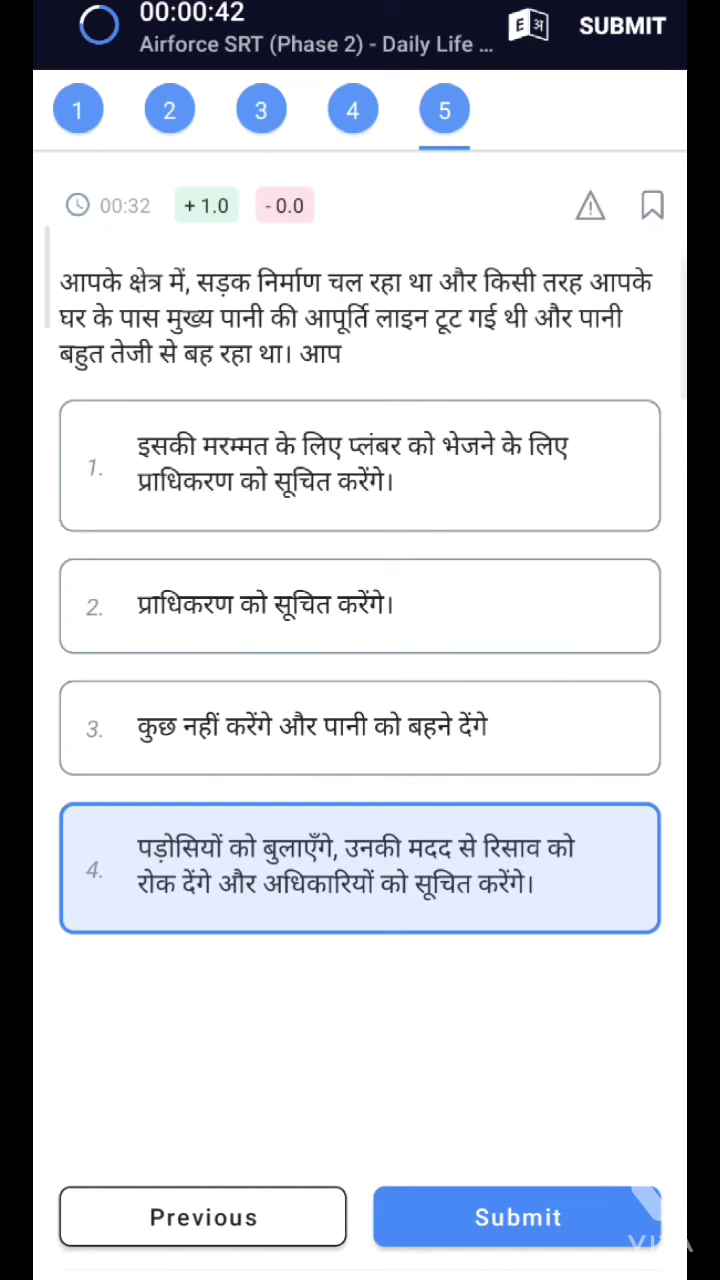 00:00:42
Airforce SRT (Phase 2) - Daily Life ...
E अ
SUBMIT
1 2 3 4 5
00:32 + 1.0 - 0.0
आपके क्षेत्र में, सड़क निर्माण चल रहा था और किसी तरह आपके
घर के पास मुख्य पानी की आपूर्ति लाइन टूट गई थी और पानी
बहुत तेजी से बह रहा था। आप
1. इसकी मरम्मत के लिए प्लंबर को भेजने के लिए
प्राधिकरण को सूचित करेंगे।
2. प्राधिकरण को सूचित करेंगे।
3. कुछ नहीं करेंगे और पानी को बहने देंगे
4. पड़ोसियों को बुलाएँगे, उनकी मदद से रिसाव को
रोक देंगे और अधिकारियों को सूचित करेंगे।
Previous
Submit